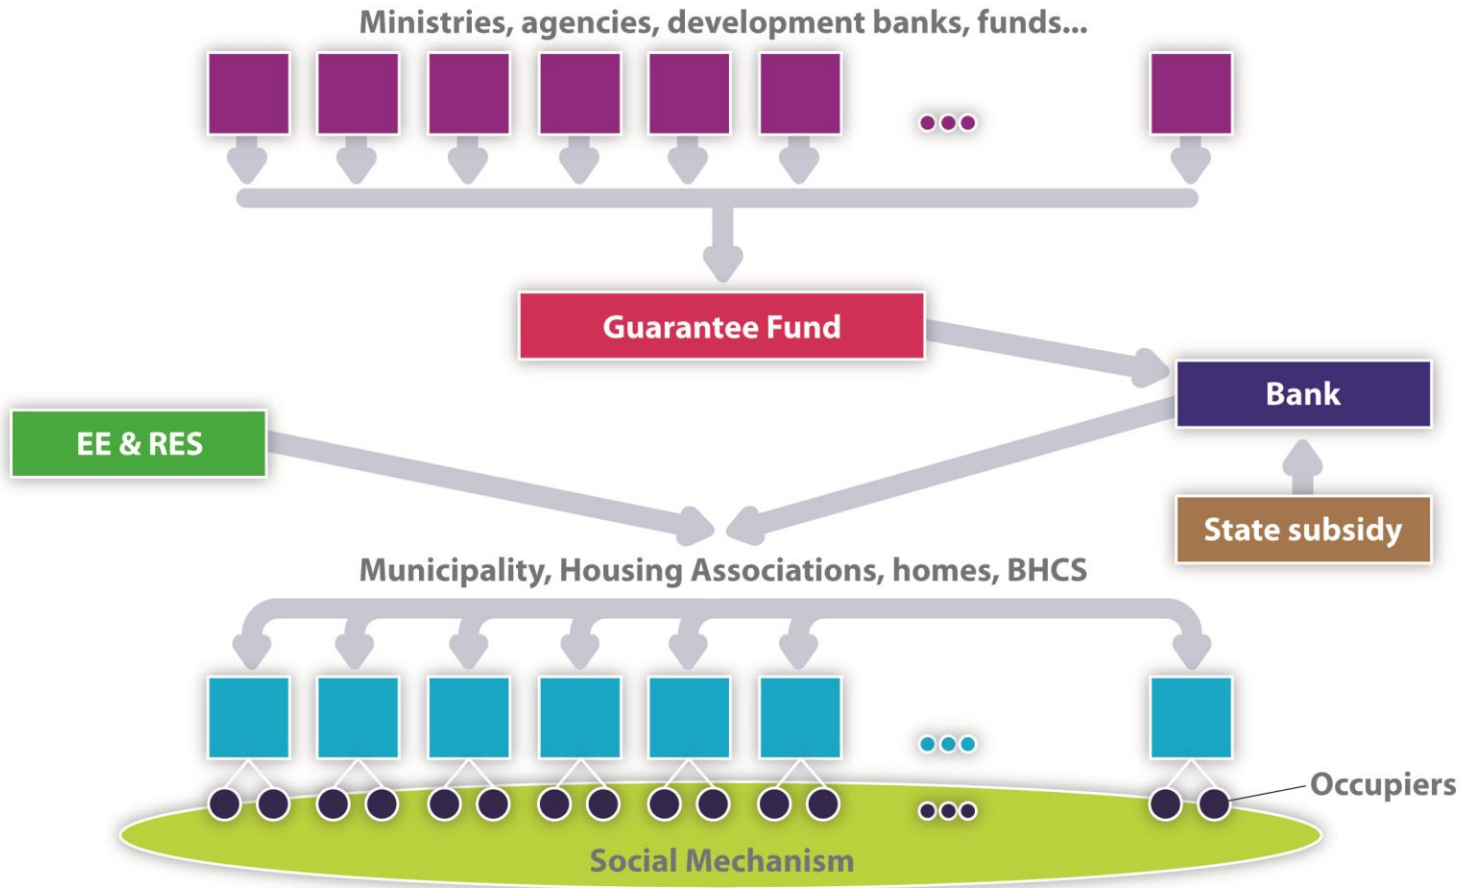 Ministries, agencies, development banks, funds...
Guarantee Fund
Bank
EE & RES
State subsidy
Municipality, Housing Associations, homes, BHCS
Occupiers
Social Mechanism